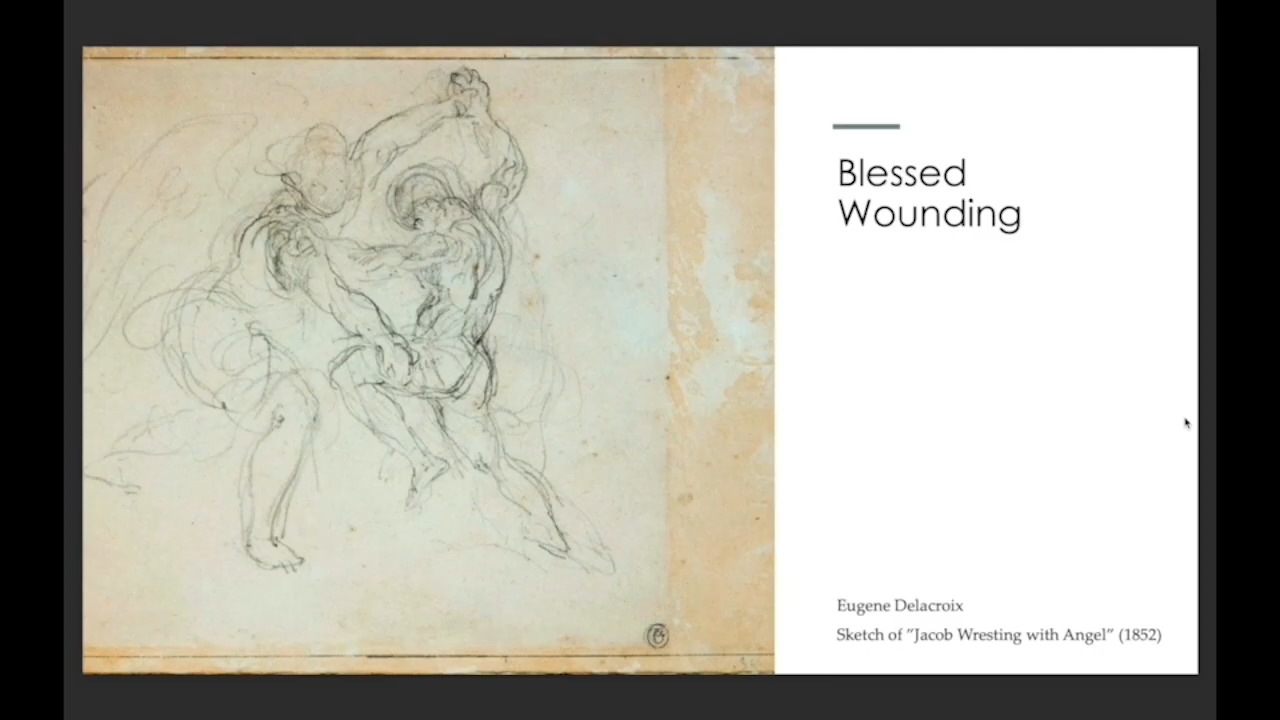 Blessed
Wounding
Eugene Delacroix
Sketch of ”Jacob Wresting with Angel” (1852)